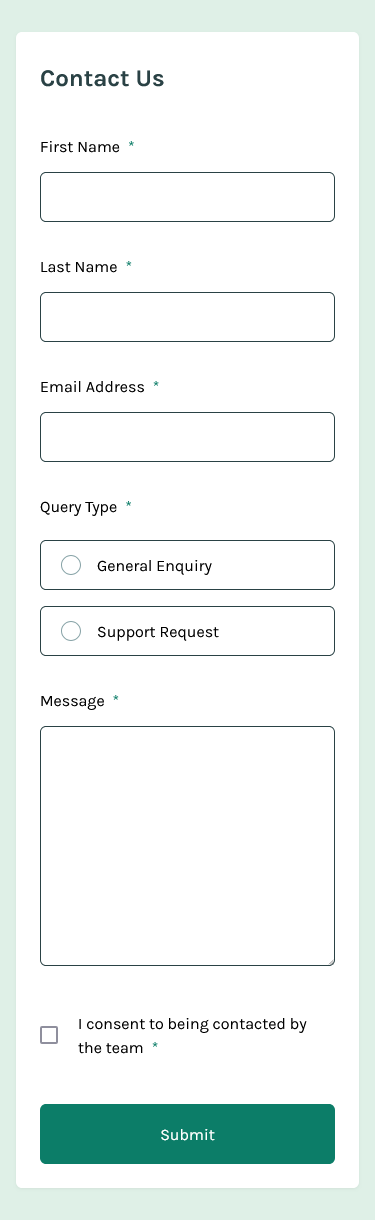 Contact Us
First Name *
Last Name *
Email Address *
Query Type *
General Enquiry
Support Request
Message *
I consent to being contacted by
the team *
Submit